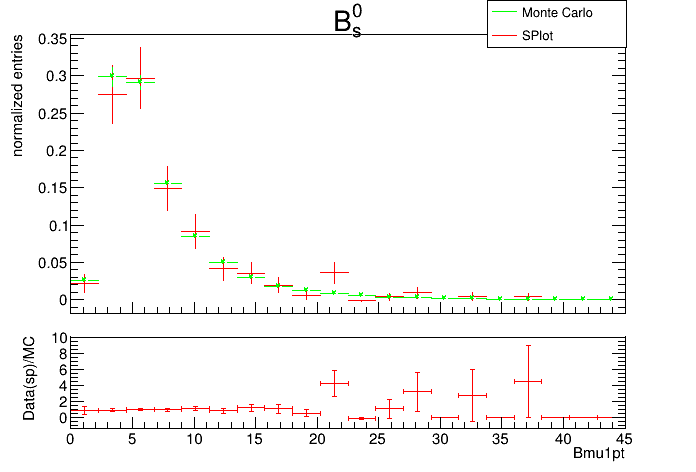 B⁰ₛ
Monte Carlo
SPlot
normalized entries
0.35
0.3
0.25
0.2
0.15
0.1
0.05
0
Data(sp)/MC
10
8
6
4
2
0
0 5 10 15 20 25 30 35 40 45
Bmu1pt